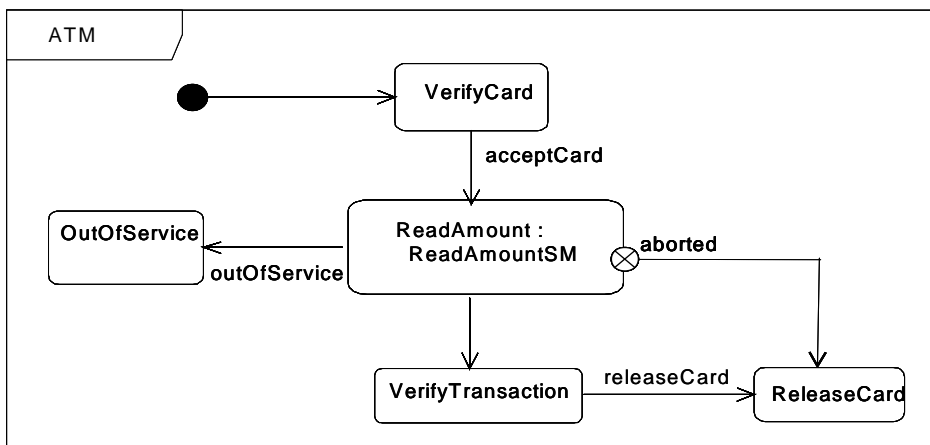 ATM
VerifyCard
acceptCard
ReadAmount :
ReadAmountSM
OutOfService
outOfService
aborted
VerifyTransaction
releaseCard
ReleaseCard